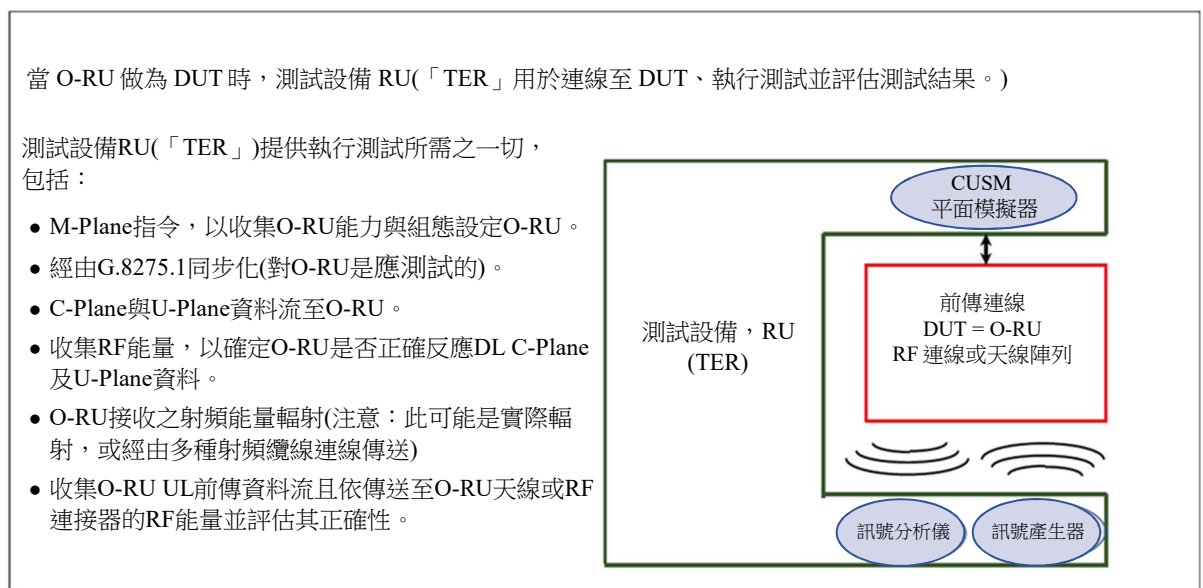 當 O-RU 做為 DUT 時，測試設備 RU(「TER」用於連線至 DUT、執行測試並評估測試結果。)
測試設備RU(「TER」)提供執行測試所需之一切，
包括：
● M-Plane指令，以收集O-RU能力與組態設定O-RU。
● 經由G.8275.1同步化(對O-RU是應測試的)。
● C-Plane與U-Plane資料流至O-RU。
● 收集RF能量，以確定O-RU是否正確反應DL C-Plane
及U-Plane資料。
● O-RU接收之射頻能量輻射(注意：此可能是實際輻
射，或經由多種射頻纜線連線傳送)
● 收集O-RU UL前傳資料流且依傳送至O-RU天線或RF
連接器的RF能量並評估其正確性。
CUSM
平面模擬器
前傳連線
DUT = O-RU
RF 連線或天線陣列
測試設備，RU
(TER)
訊號分析儀
訊號產生器